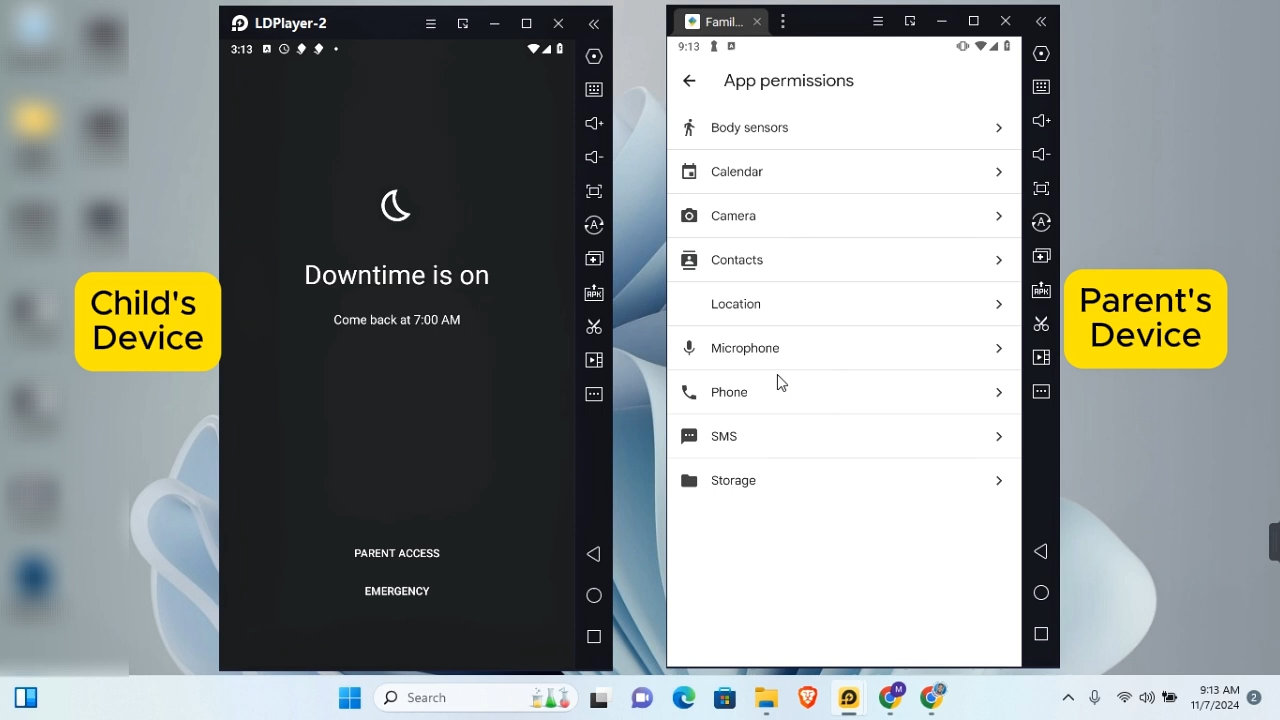 LDPlayer-2
3:13
Downtime is on
Come back at 7:00 AM
PARENT ACCESS
EMERGENCY
Child's
Device
Famil...
9:13
App permissions
Body sensors
Calendar
Camera
Contacts
Location
Microphone
Phone
SMS
Storage
Parent's
Device
APK
APK
Search
9:13 AM
11/7/2024
2